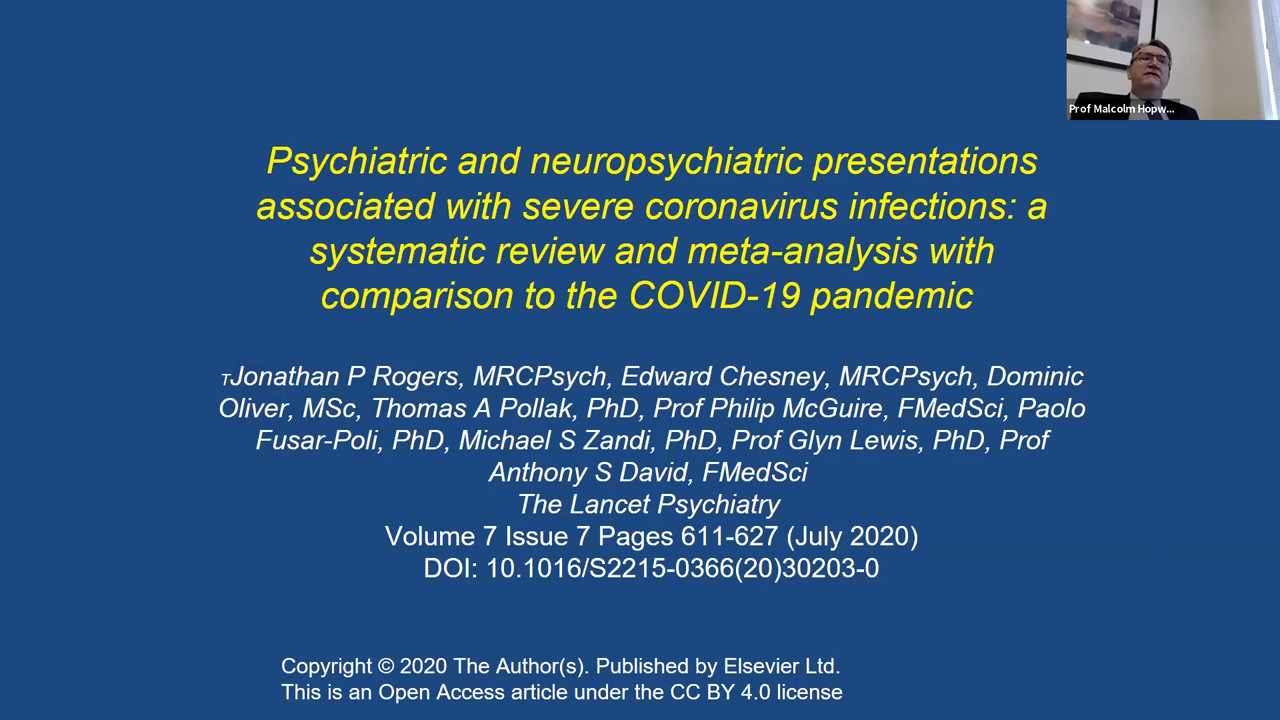 Prof Malcolm Hopw...
Psychiatric and neuropsychiatric presentations
associated with severe coronavirus infections: a
systematic review and meta-analysis with
comparison to the COVID-19 pandemic
TJonathan P Rogers, MRCPsych, Edward Chesney, MRCPsych, Dominic
Oliver, MSc, Thomas A Pollak, PhD, Prof Philip McGuire, FMedSci, Paolo
Fusar-Poli, PhD, Michael S Zandi, PhD, Prof Glyn Lewis, PhD, Prof
Anthony S David, FMedSci
The Lancet Psychiatry
Volume 7 Issue 7 Pages 611-627 (July 2020)
DOI: 10.1016/S2215-0366(20)30203-0
Copyright © 2020 The Author(s). Published by Elsevier Ltd.
This is an Open Access article under the CC BY 4.0 license